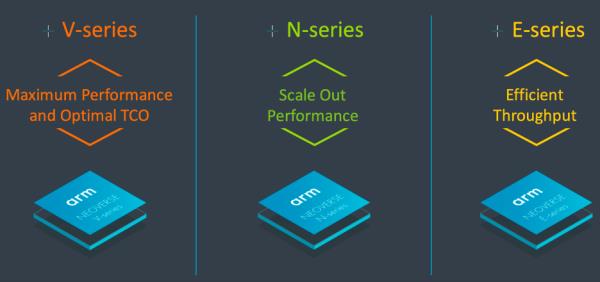 V-series
Maximum Performance
and Optimal TCO
arm
NEOVERSE
V-series
N-series
Scale Out
Performance
arm
NEOVERSE
N-series
E-series
Efficient
Throughput
arm
NEOVERSE
E-series